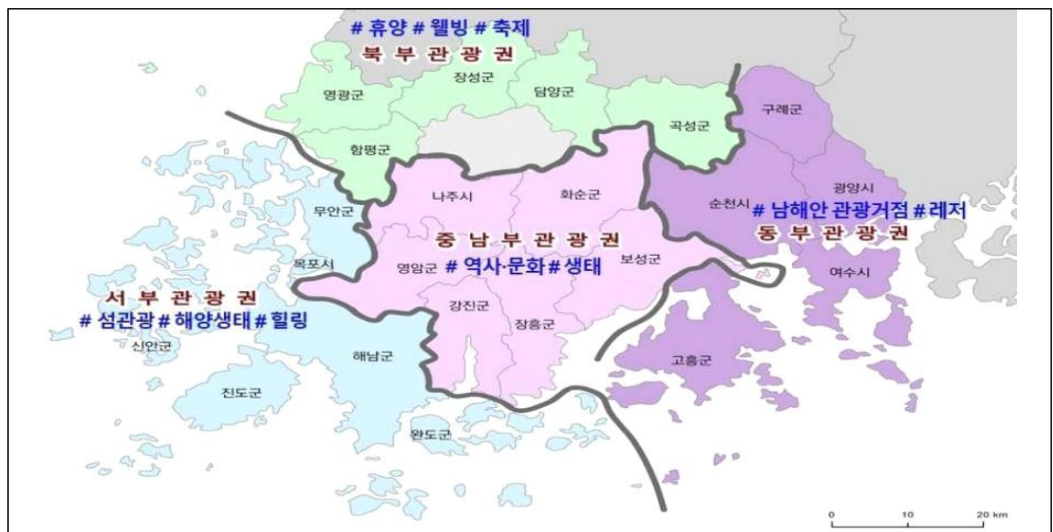 # 휴양 # 웰빙 # 축제
북 부 관 광 권
장성군
영광군
담양군
구례군
곡성군
함평군
나주시
화순군
광양시
순천시
무안군
# 남해안 관광거점 #레저
동 부 관 광 권
중 남 부 관 광 권
목포시
영암군
# 역사·문화 # 생태
보성군
여수시
서 부 관 광 권
# 섬관광 # 해양생태 # 힐링
강진군
장흥군
신안군
해남군
고흥군
진도군
완도군
0 10 20 km